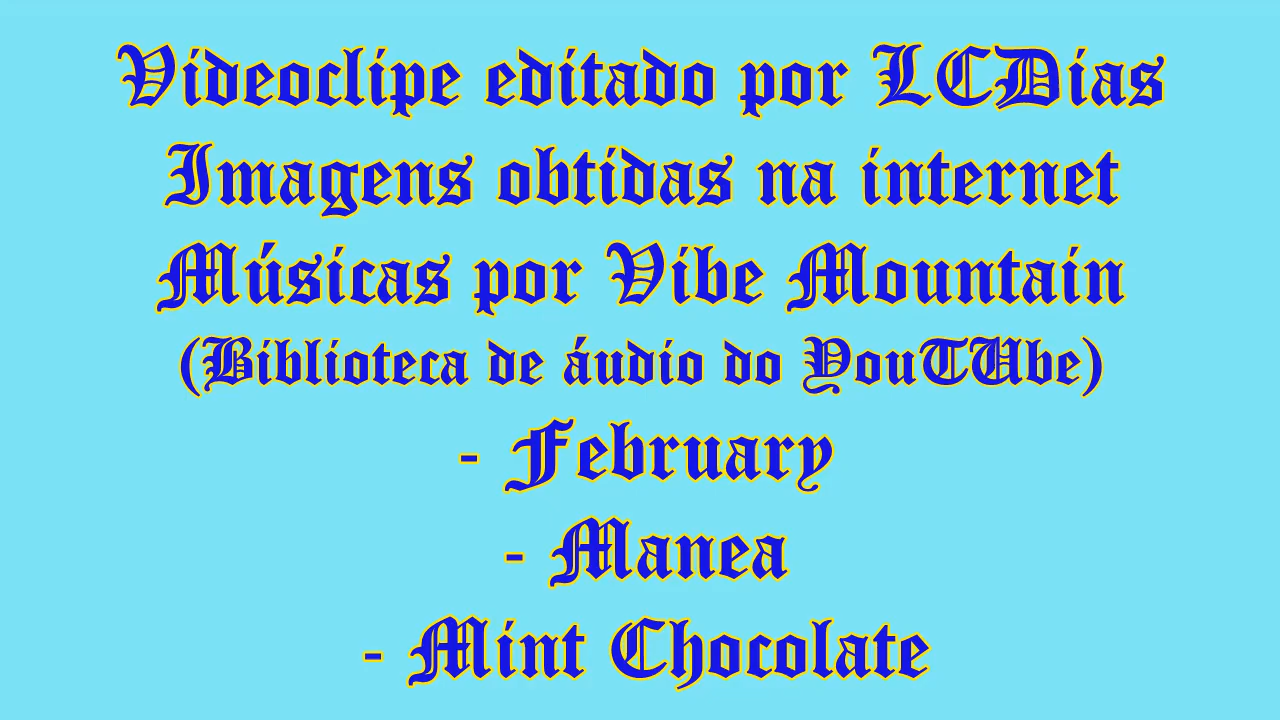 Videoclipe editado por LCDias
Imagens obtidas na internet
Músicas por Vibe Mountain
(Biblioteca de áudio do YouTUbe)
- February
- Manea
- Mint Chocolate